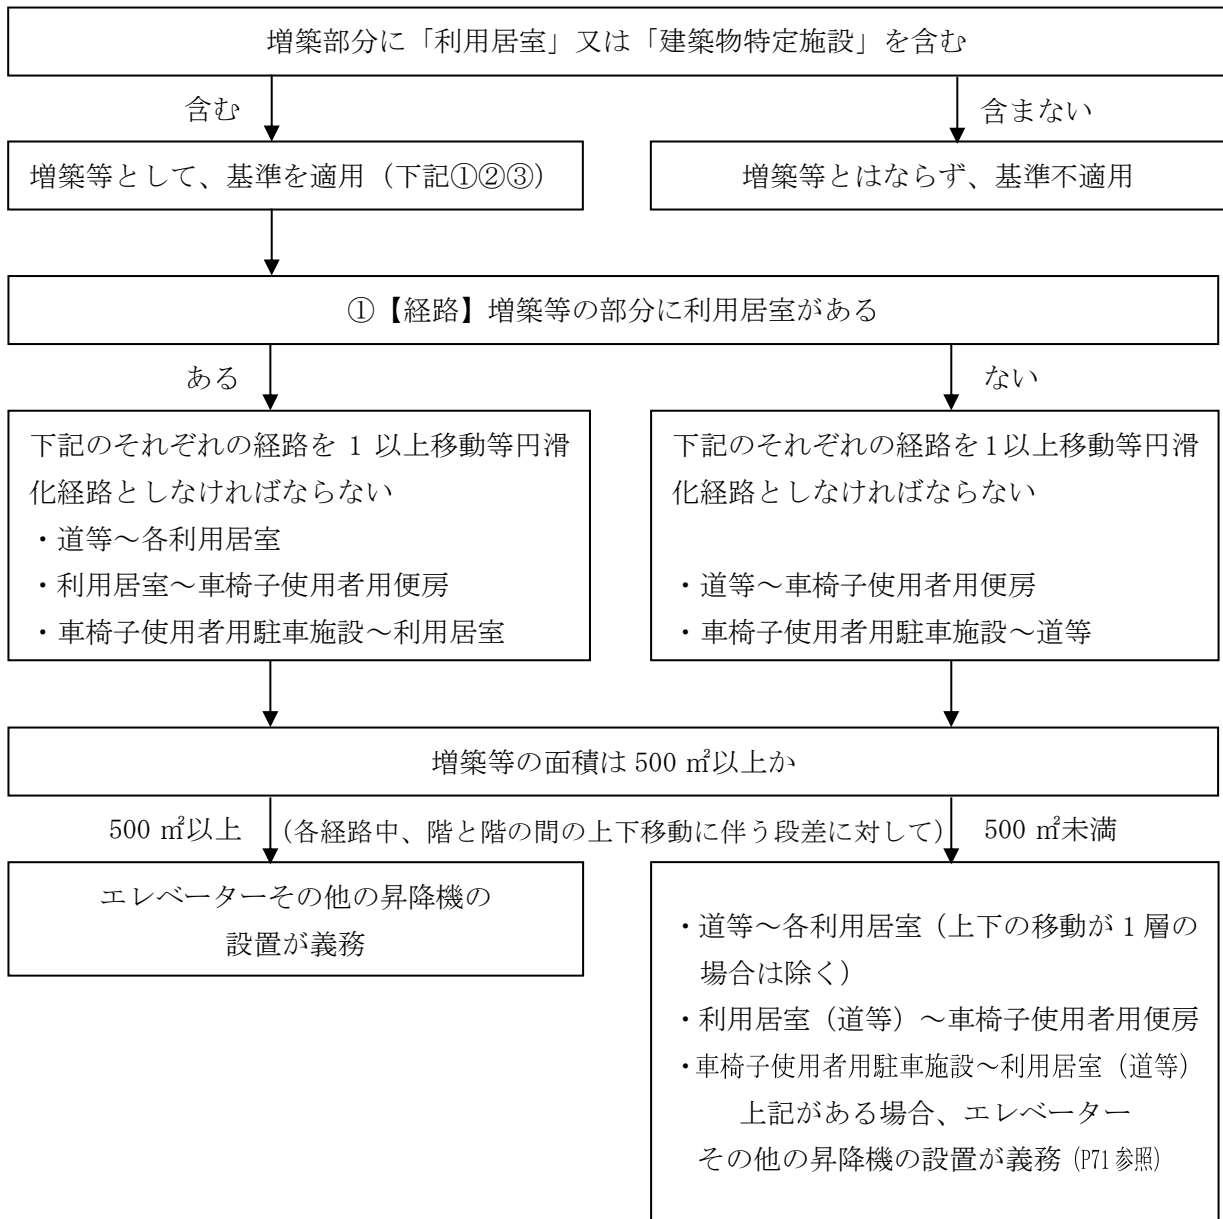 増築部分に「利用居室」又は「建築物特定施設」を含む
含む
含まない
増築等として、基準を適用（下記①②③）
増築等とはならず、基準不適用
①【経路】増築等の部分に利用居室がある
ある
ない
下記のそれぞれの経路を 1 以上移動等円滑
化経路としなければならない
・道等～各利用居室
・利用居室～車椅子使用者用便房
・車椅子使用者用駐車施設～利用居室
下記のそれぞれの経路を1以上移動等円滑
化経路としなければならない
・道等～車椅子使用者用便房
・車椅子使用者用駐車施設～道等
増築等の面積は 500 ㎡以上か
500 ㎡以上
（各経路中、階と階の間の上下移動に伴う段差に対して）
500 ㎡未満
エレベーターその他の昇降機の
設置が義務
・道等～各利用居室（上下の移動が 1 層の
場合は除く）
・利用居室（道等）～車椅子使用者用便房
・車椅子使用者用駐車施設～利用居室（道等）
上記がある場合、エレベーター
その他の昇降機の設置が義務 (P71 参照)